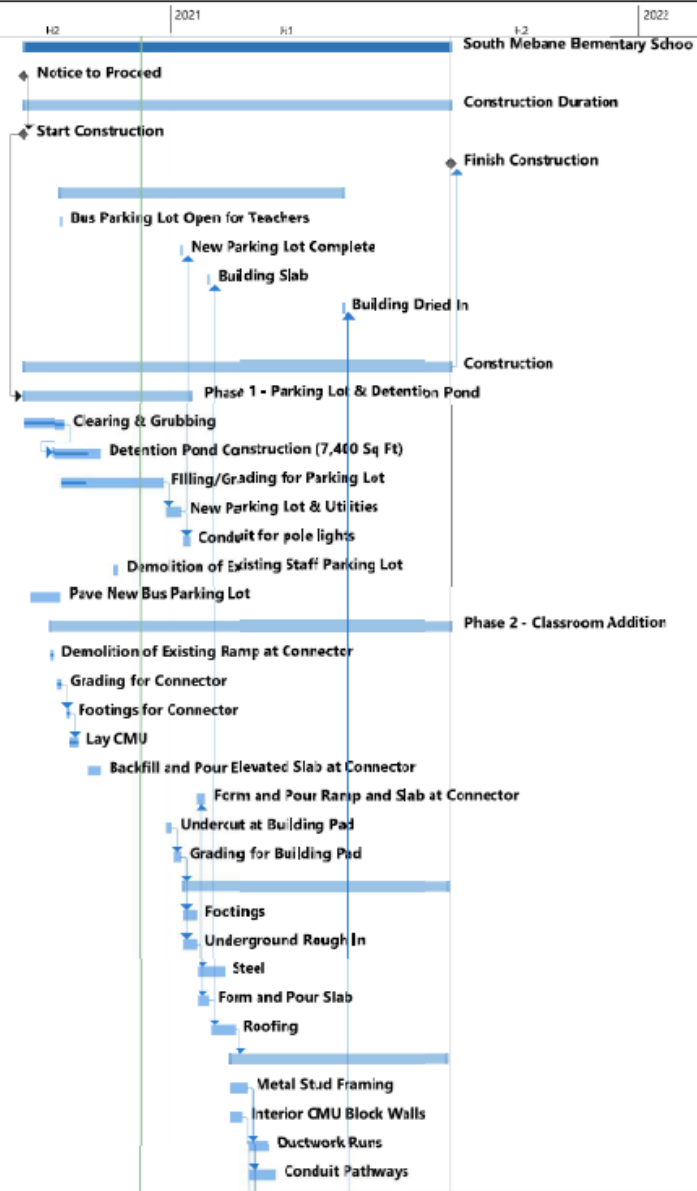 2021
2022
H2
H1
H2
South Mebane Elementary Schoo
Notice to Proceed
Construction Duration
Start Construction
Finish Construction
Bus Parking Lot Open for Teachers
New Parking Lot Complete
Building Slab
Building Dried In
Construction
Phase 1 - Parking Lot & Detention Pond
Clearing & Grubbing
Detention Pond Construction (7,400 Sq Ft)
Filling/Grading for Parking Lot
New Parking Lot & Utilities
Conduit for pole lights
Demolition of Existing Staff Parking Lot
Pave New Bus Parking Lot
Phase 2 - Classroom Addition
Demolition of Existing Ramp at Connector
Grading for Connector
Footings for Connector
Lay CMU
Backfill and Pour Elevated Slab at Connector
Form and Pour Ramp and Slab at Connector
Undercut at Building Pad
Grading for Building Pad
Footings
Underground Rough In
Steel
Form and Pour Slab
Roofing
Metal Stud Framing
Interior CMU Block Walls
Ductwork Runs
Conduit Pathways